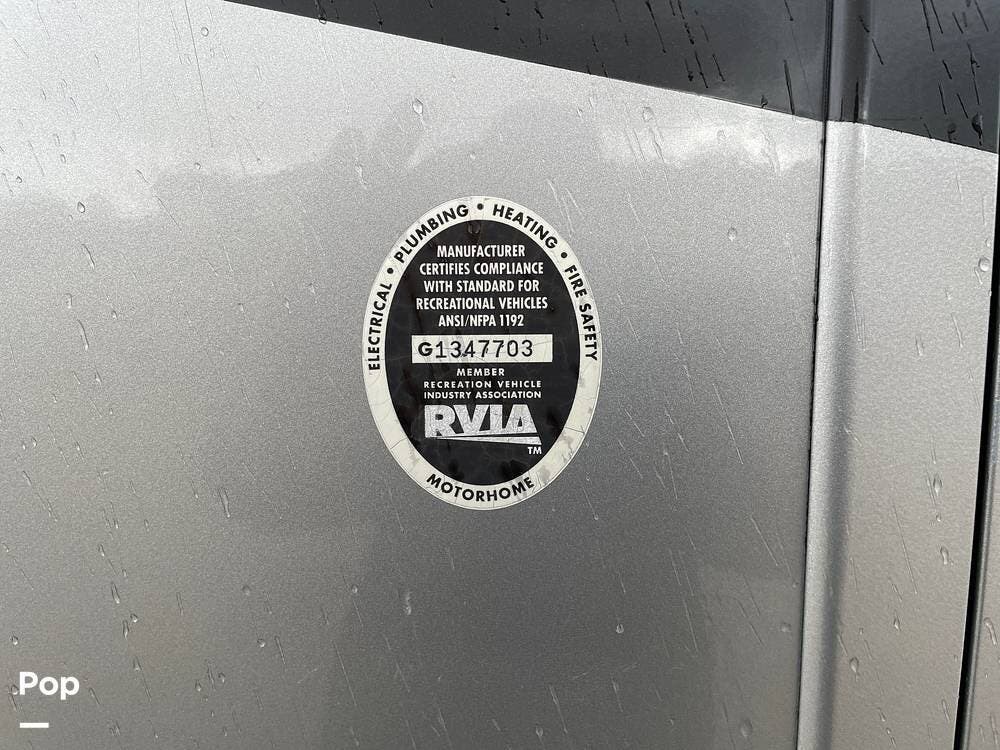 ELECTRICAL • PLUMBING • HEATING • FIRE SAFETY
MANUFACTURER
CERTIFIES COMPLIANCE
WITH STANDARD FOR
RECREATIONAL VEHICLES
ANSI/NFPA 1192
G1347703
MEMBER
RECREATION VEHICLE
INDUSTRY ASSOCIATION
RVIA
TM
MOTORHOME
Pop